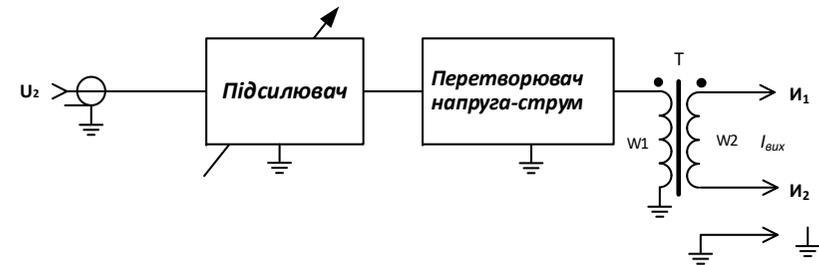 T
U₂
Підсилювач
Перетворювач
напруга-струм
И₁
W1
W2
Iвих
И₂